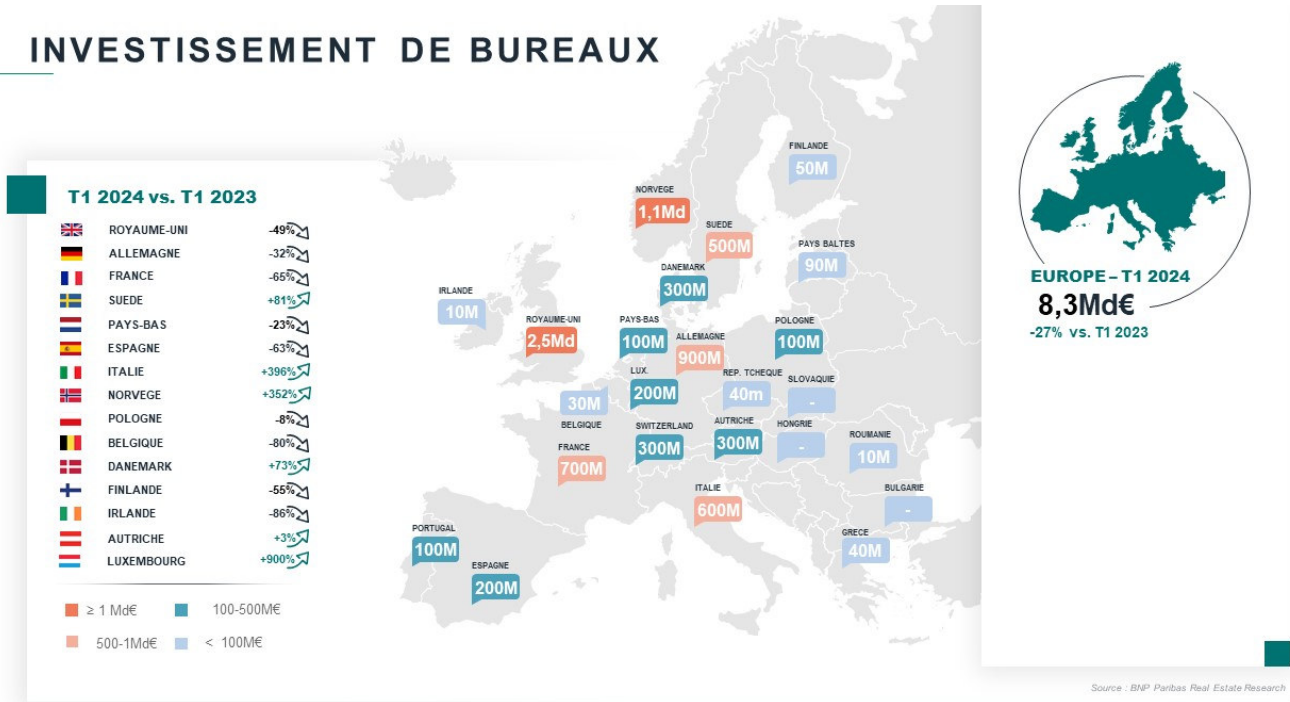 INVESTISSEMENT DE BUREAUX
T1 2024 vs. T1 2023
ROYAUME-UNI -49%
ALLEMAGNE -32%
FRANCE -65%
SUEDE +81%
PAYS-BAS -23%
ESPAGNE -63%
ITALIE +396%
NORVEGE +352%
POLOGNE -8%
BELGIQUE -80%
DANEMARK +73%
FINLANDE -55%
IRLANDE -86%
AUTRICHE +3%
LUXEMBOURG +900%
≥ 1 Md€ 100-500M€
500-1Md€ < 100M€
FINLANDE
50M
NORVEGE
1,1Md
SUEDE
500M
PAYS BALTES
90M
DANEMARK
300M
IRLANDE
10M
ROYAUME-UNI
2,5Md
PAYS-BAS
100M
ALLEMAGNE
900M
POLOGNE
100M
LUX.
200M
REP. TCHEQUE
40m
SLOVAQUIE
-
30M
BELGIQUE
SWITZERLAND
300M
AUTRICHE
300M
HONGRIE
-
ROUMANIE
10M
FRANCE
700M
ITALIE
600M
BULGARIE
-
GRECE
40M
PORTUGAL
100M
ESPAGNE
200M
EUROPE – T1 2024
8,3Md€
-27% vs. T1 2023
Source : BNP Paribas Real Estate Research